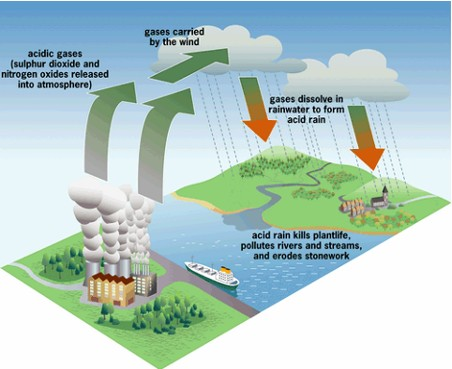 gases carried
by the wind
acidic gases
(sulphur dioxide and
nitrogen oxides released
into atmosphere)
gases dissolve in
rainwater to form
acid rain
acid rain kills plantlife,
pollutes rivers and streams,
and erodes stonework